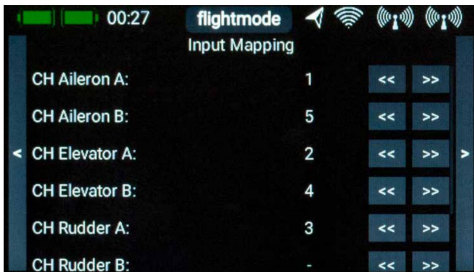 00:27 flightmode
Input Mapping
CH Aileron A: 1 << >>
CH Aileron B: 5 << >>
< CH Elevator A: 2 << >> >
CH Elevator B: 4 << >>
CH Rudder A: 3 << >>
CH Rudder B: - << >>